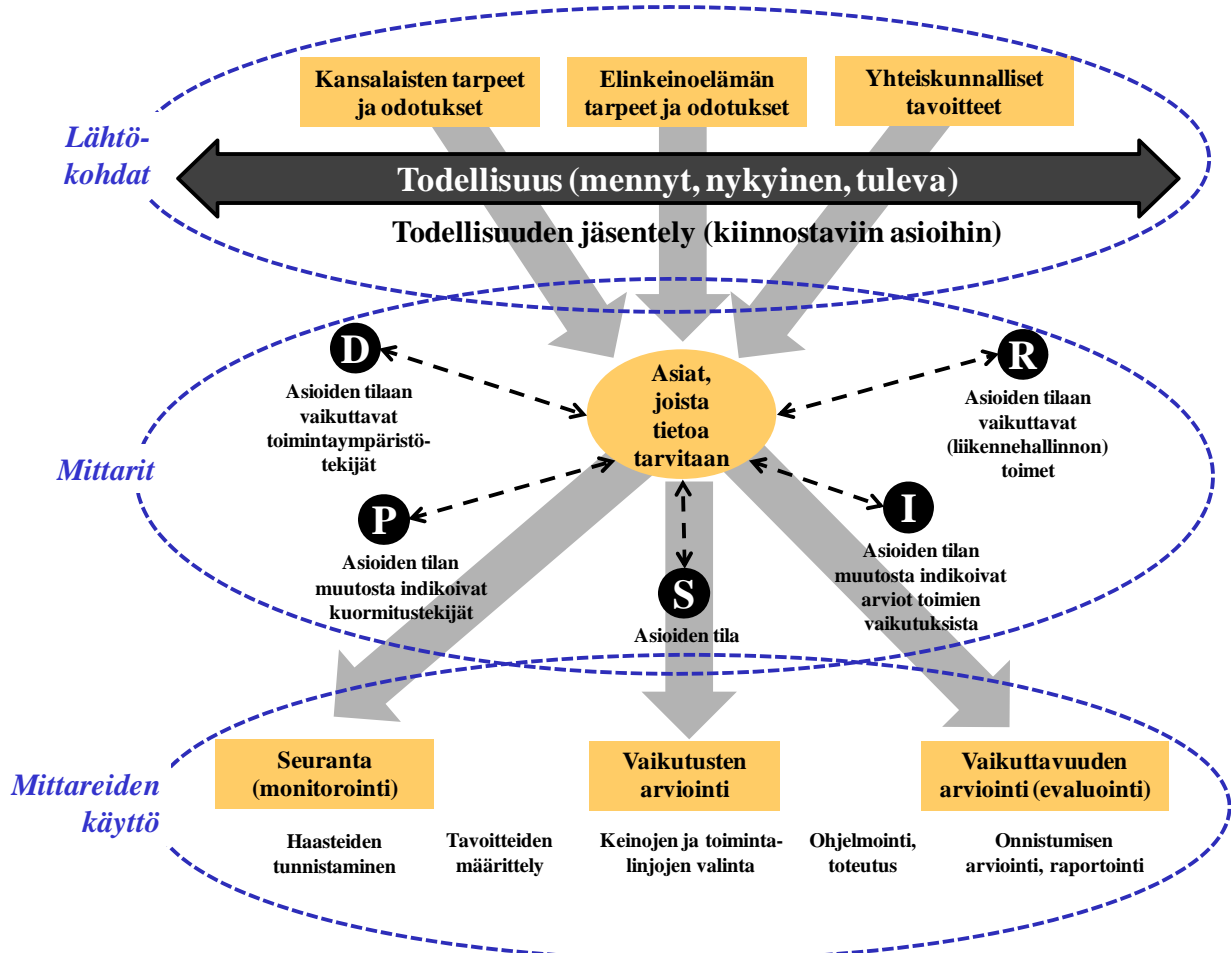 Kansalaisten tarpeet
ja odotukset
Elinkeinoelämän
tarpeet ja odotukset
Yhteiskunnalliset
tavoitteet
Lähtö-
kohdat
Todellisuus (mennyt, nykyinen, tuleva)
Todellisuuden jäsentely (kiinnostaviin asioihin)
D
Asioiden tilaan
vaikuttavat
toimintaympäristö-
tekijät
Asiat,
joista
tietoa
tarvitaan
R
Asioiden tilaan
vaikuttavat
(liikennehallinnon)
toimet
Mittarit
P
Asioiden tilan
muutosta indikoivat
kuormitustekijät
S
Asioiden tila
I
Asioiden tilan
muutosta indikoivat
arviot toimien
vaikutuksista
Mittareiden
käyttö
Seuranta
(monitorointi)
Vaikutusten
arviointi
Vaikuttavuuden
arviointi (evaluointi)
Haasteiden
tunnistaminen
Tavoitteiden
määrittely
Keinojen ja toiminta-
linjojen valinta
Ohjelmointi,
toteutus
Onnistumisen
arviointi, raportointi